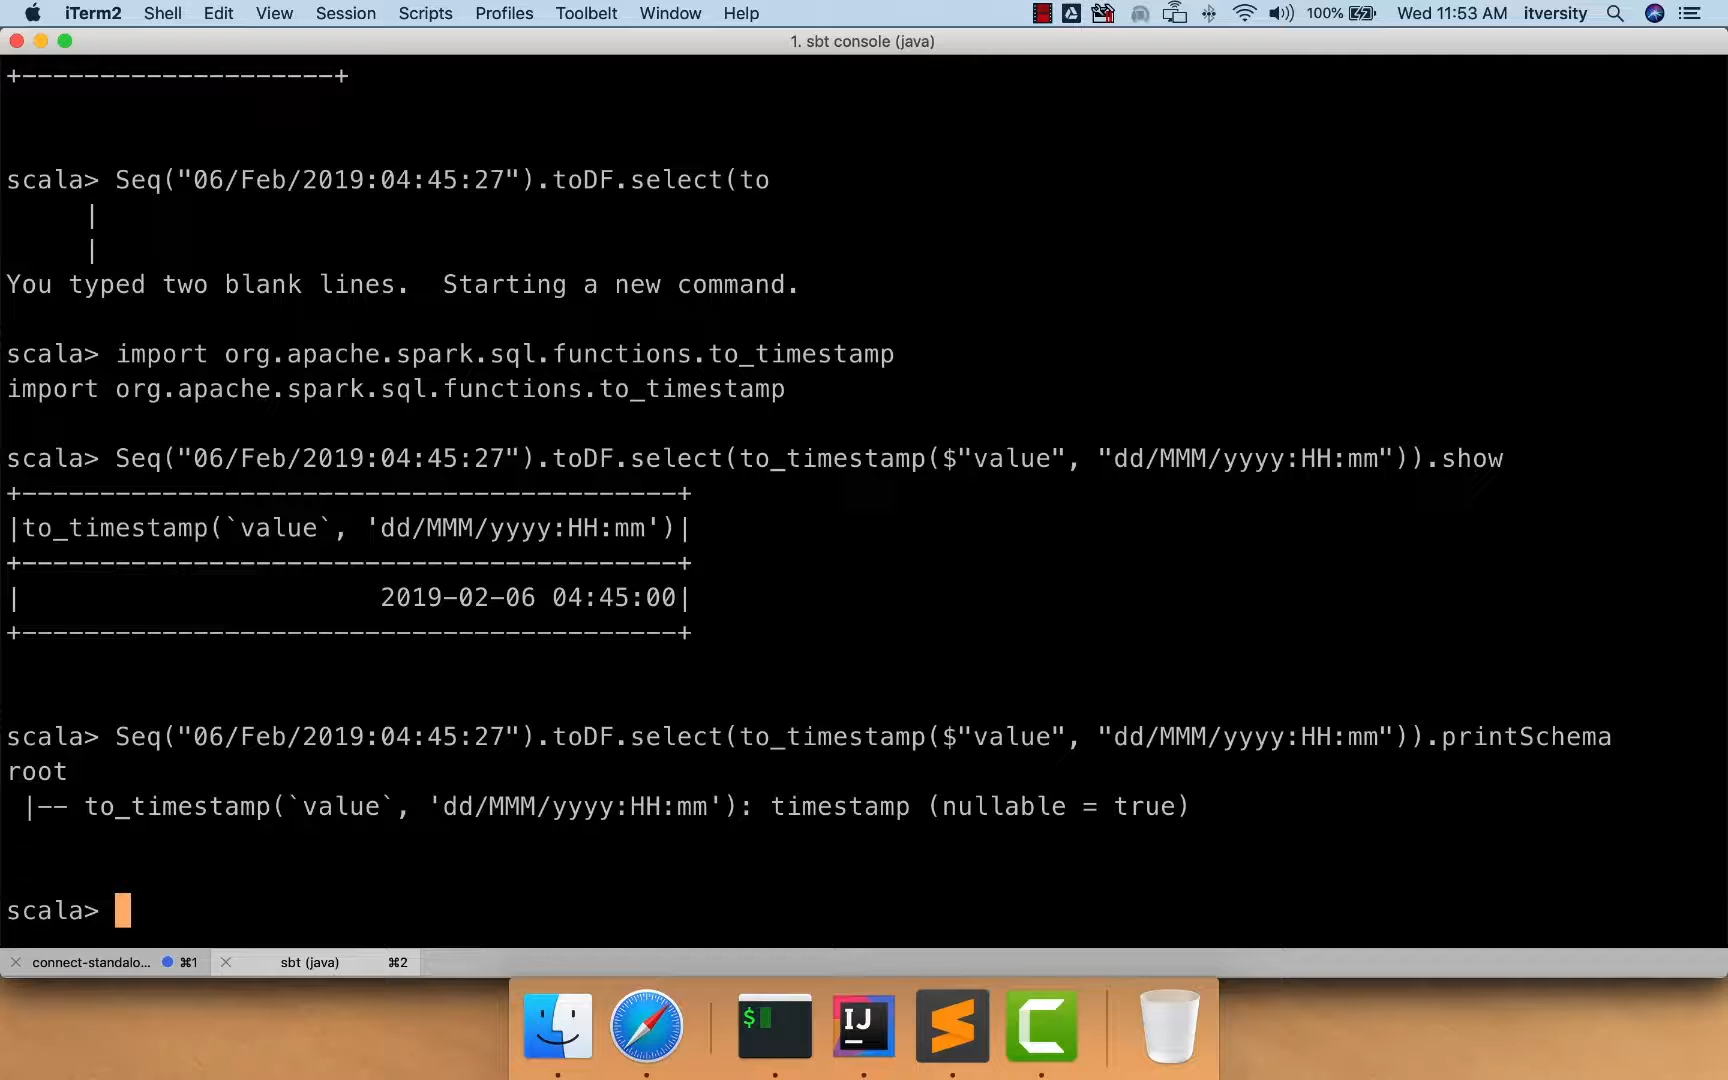 iTerm2 Shell Edit View Session Scripts Profiles Toolbelt Window Help 100% Wed 11:53 AM itversity
1. sbt console (java)
+--------------------+
scala> Seq("06/Feb/2019:04:45:27").toDF.select(to
|
|
You typed two blank lines.  Starting a new command.
scala> import org.apache.spark.sql.functions.to_timestamp
import org.apache.spark.sql.functions.to_timestamp
scala> Seq("06/Feb/2019:04:45:27").toDF.select(to_timestamp($"value", "dd/MMM/yyyy:HH:mm")).show
+------------------------------------------+
|to_timestamp(`value`, 'dd/MMM/yyyy:HH:mm')|
+------------------------------------------+
|                       2019-02-06 04:45:00|
+------------------------------------------+
scala> Seq("06/Feb/2019:04:45:27").toDF.select(to_timestamp($"value", "dd/MMM/yyyy:HH:mm")).printSchema
root
 |-- to_timestamp(`value`, 'dd/MMM/yyyy:HH:mm'): timestamp (nullable = true)
scala>
connect-standalo... ⌘1 sbt (java) ⌘2
$ IJ